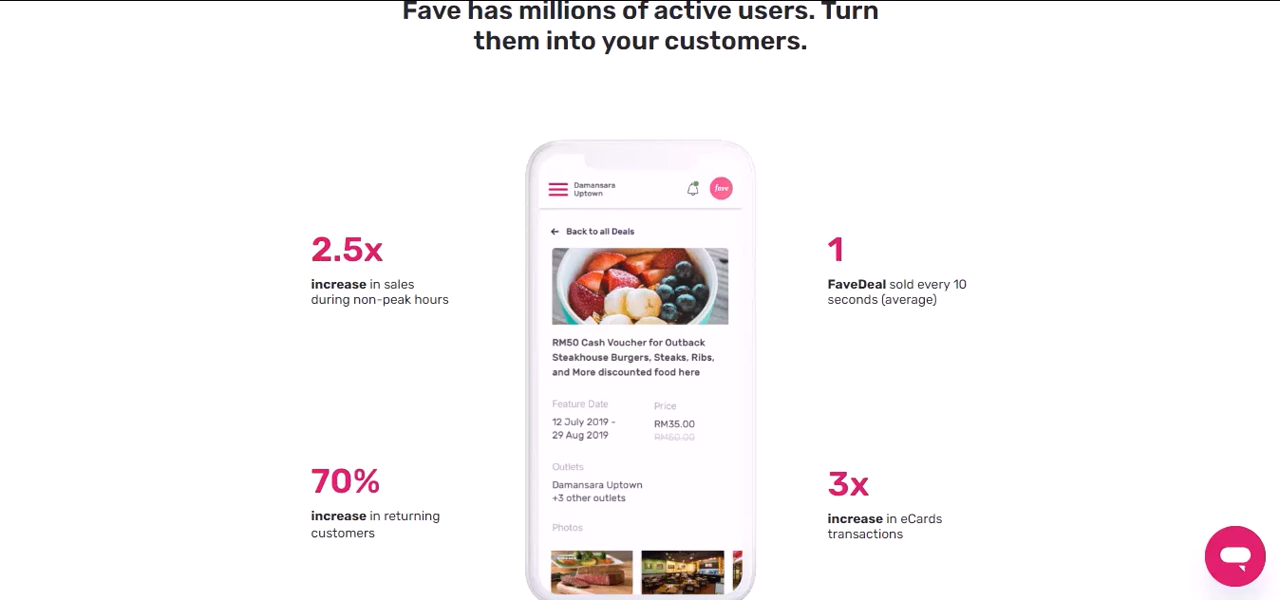 Fave has millions of active users. Turn
them into your customers.
2.5x
increase in sales
during non-peak hours
70%
increase in returning
customers
Damansara
Uptown
fave
Back to all Deals
RM50 Cash Voucher for Outback
Steakhouse Burgers, Steaks, Ribs,
and More discounted food here
Feature Date
Price
12 July 2019 -
29 Aug 2019
RM35.00
RM50.00
Outlets
Damansara Uptown
+3 other outlets
Photos
1
FaveDeal sold every 10
seconds (average)
3x
increase in eCards
transactions